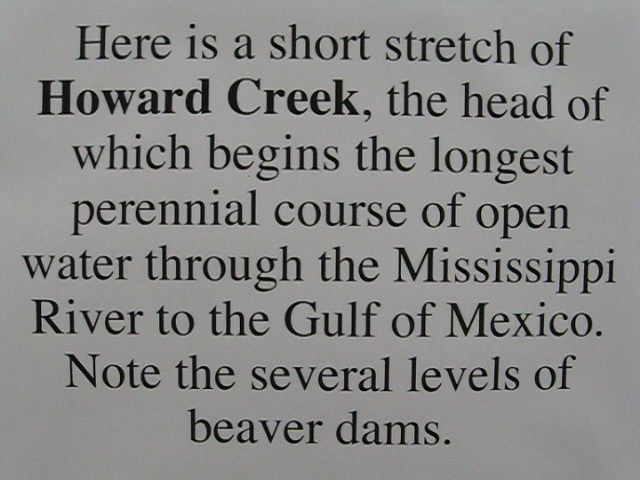 Here is a short stretch of
Howard Creek, the head of
which begins the longest
perennial course of open
water through the Mississippi
River to the Gulf of Mexico.
Note the several levels of
beaver dams.